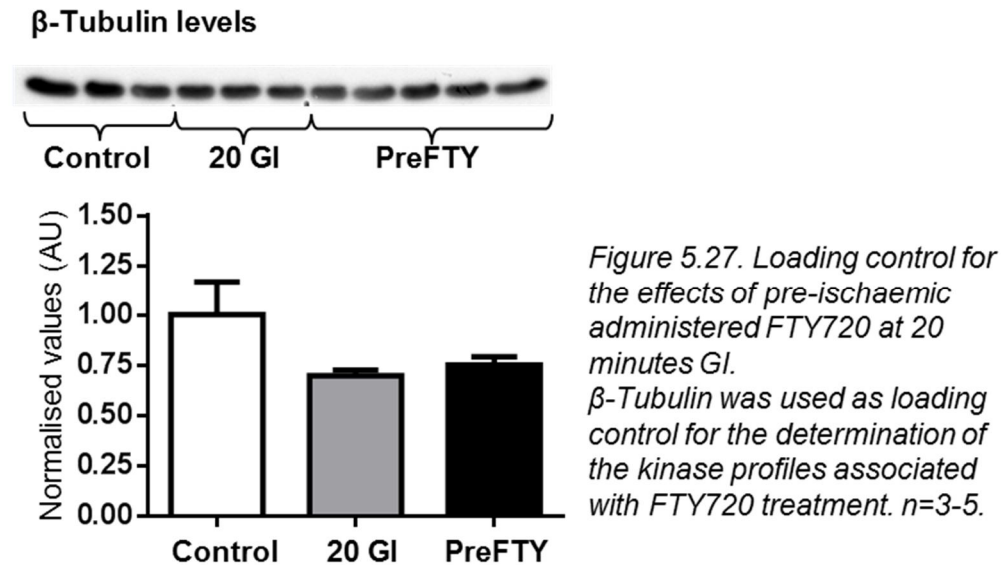 β-Tubulin levels
Control 20 GI PreFTY
Normalised values (AU)
1.50
1.25
1.00
0.75
0.50
0.25
0.00
Control 20 GI PreFTY
Figure 5.27. Loading control for
the effects of pre-ischaemic
administered FTY720 at 20
minutes GI.
β-Tubulin was used as loading
control for the determination of
the kinase profiles associated
with FTY720 treatment. n=3-5.